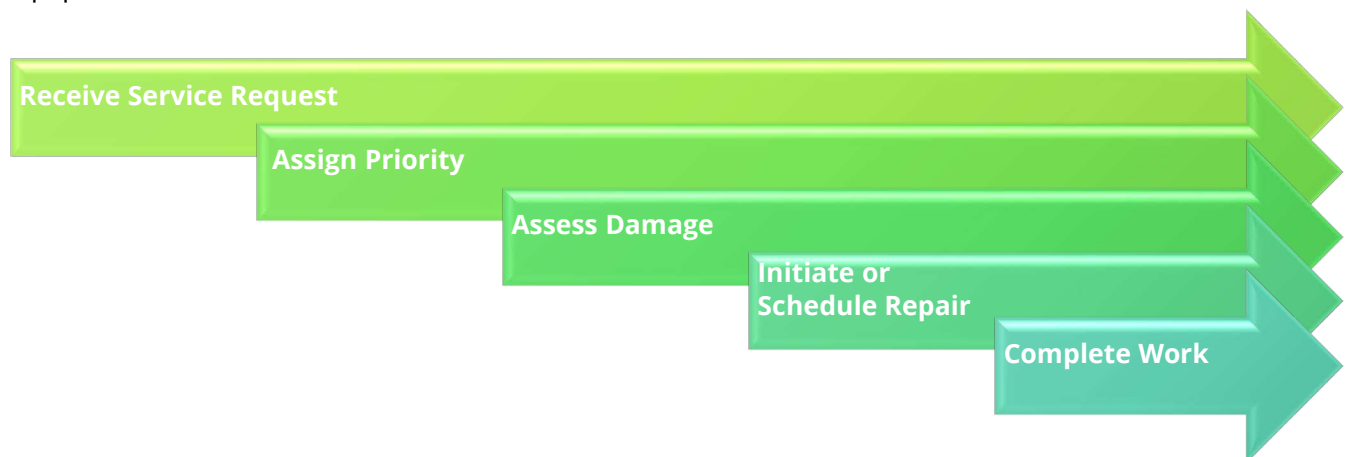 Receive Service Request
Assign Priority
Assess Damage
Initiate or
Schedule Repair
Complete Work